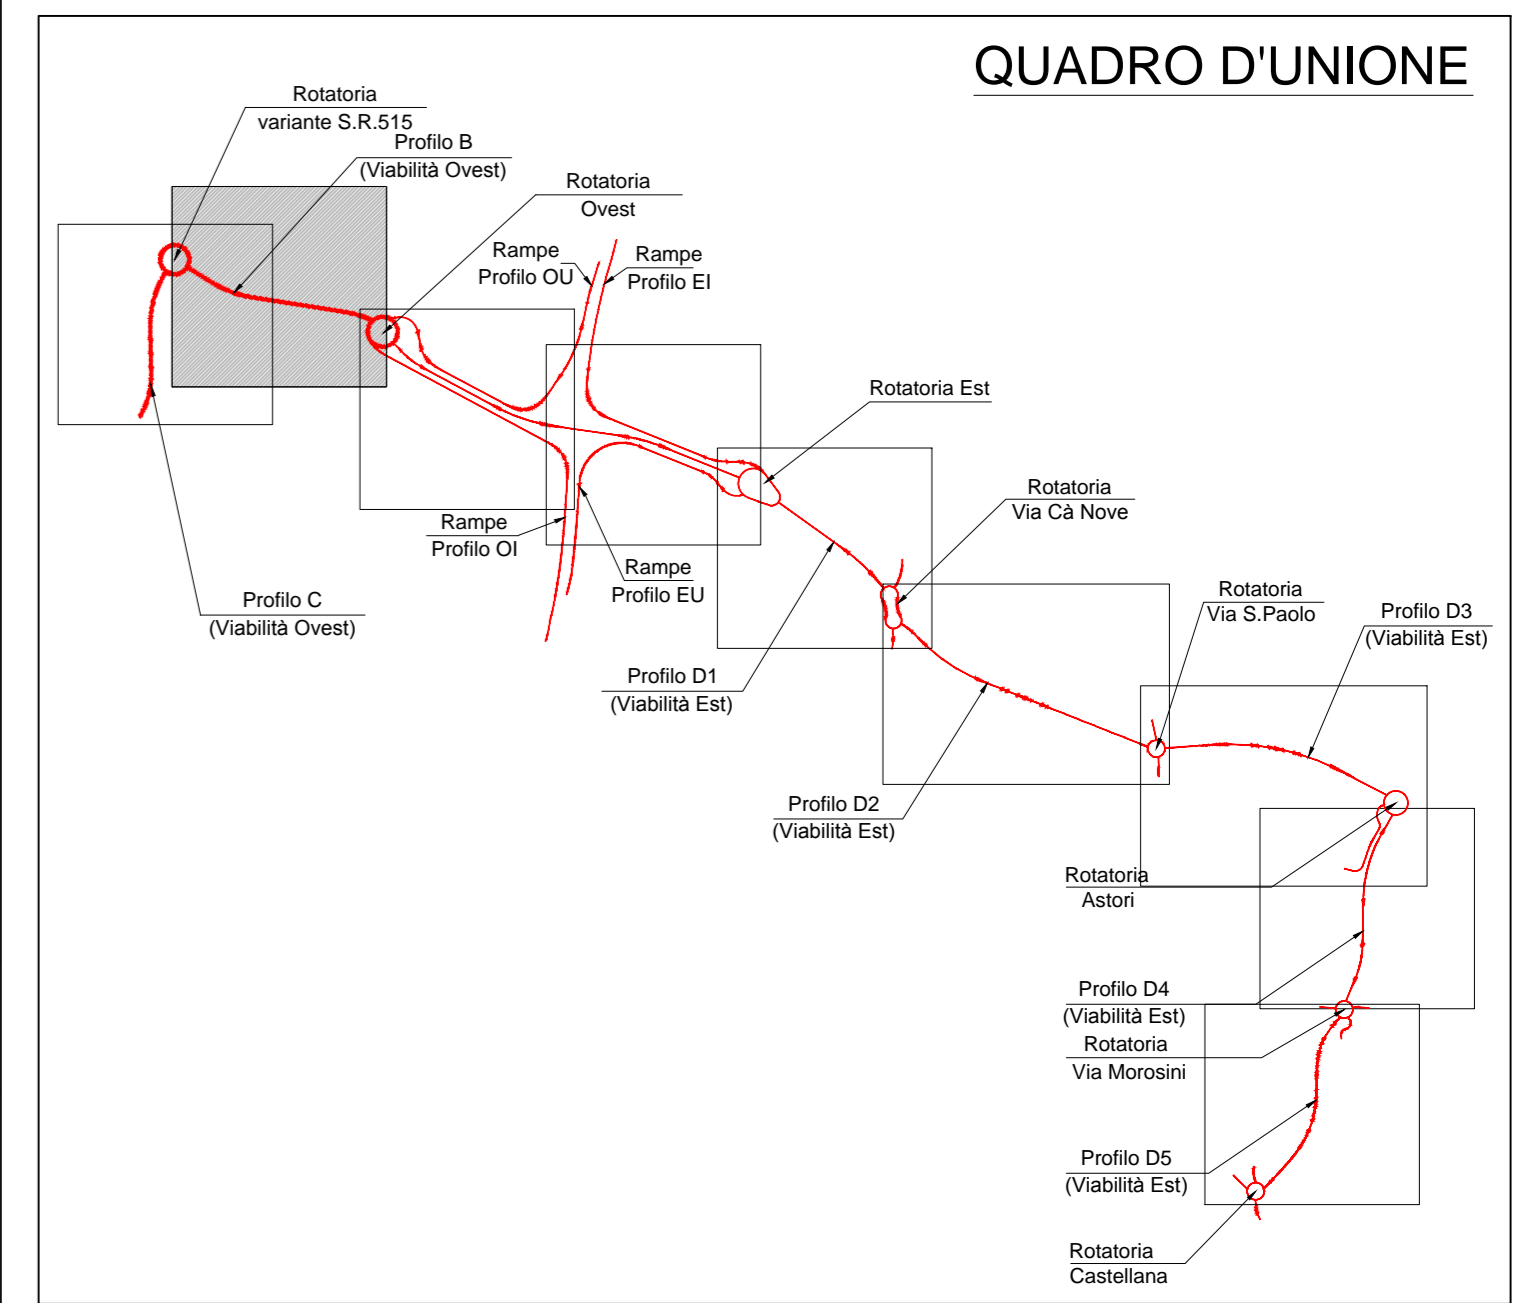 QUADRO D'UNIONE
Rotatoria
variante S.R.515
Profilo B
(Viabilità Ovest)
Rotatoria
Ovest
Rampe
Profilo OU
Rampe
Profilo EI
Rotatoria Est
Rotatoria
Via Cà Nove
Rampe
Profilo OI
Rampe
Profilo EU
Profilo C
(Viabilità Ovest)
Rotatoria
Via S.Paolo
Profilo D3
(Viabilità Est)
Profilo D1
(Viabilità Est)
Profilo D2
(Viabilità Est)
Rotatoria
Astori
Profilo D4
(Viabilità Est)
Rotatoria
Via Morosini
Profilo D5
(Viabilità Est)
Rotatoria
Castellana